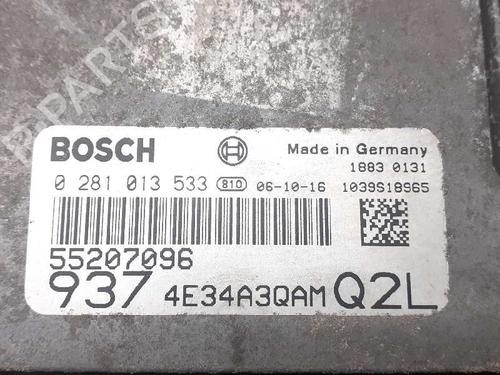 BOSCH
Made in Germany
1883 0131
0 281 013 533 810 06-10-16 1039S18965
55207096
937 4E34A3QAM Q2L